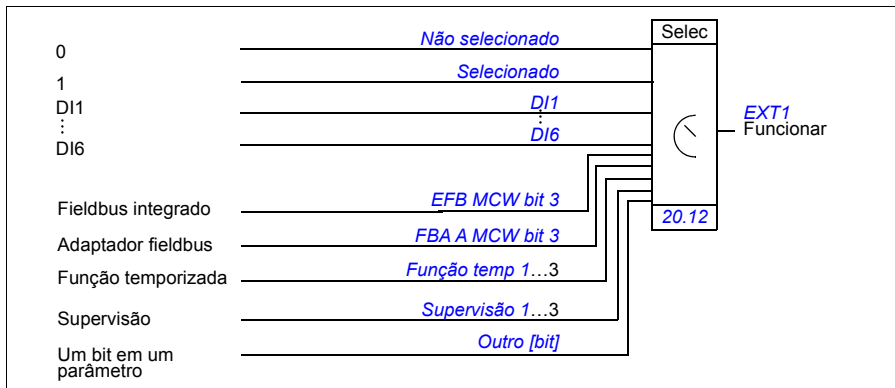 Selec
0 Não selecionado
1 Selecionado
DI1 DI1
DI6 DI6
EXT1
Funcionar
Fieldbus integrado EFB MCW bit 3
20.12
Adaptador fieldbus FBA A MCW bit 3
Função temporizada Função temp 1...3
Supervisão Supervisão 1...3
Um bit em um Outro [bit]
parâmetro